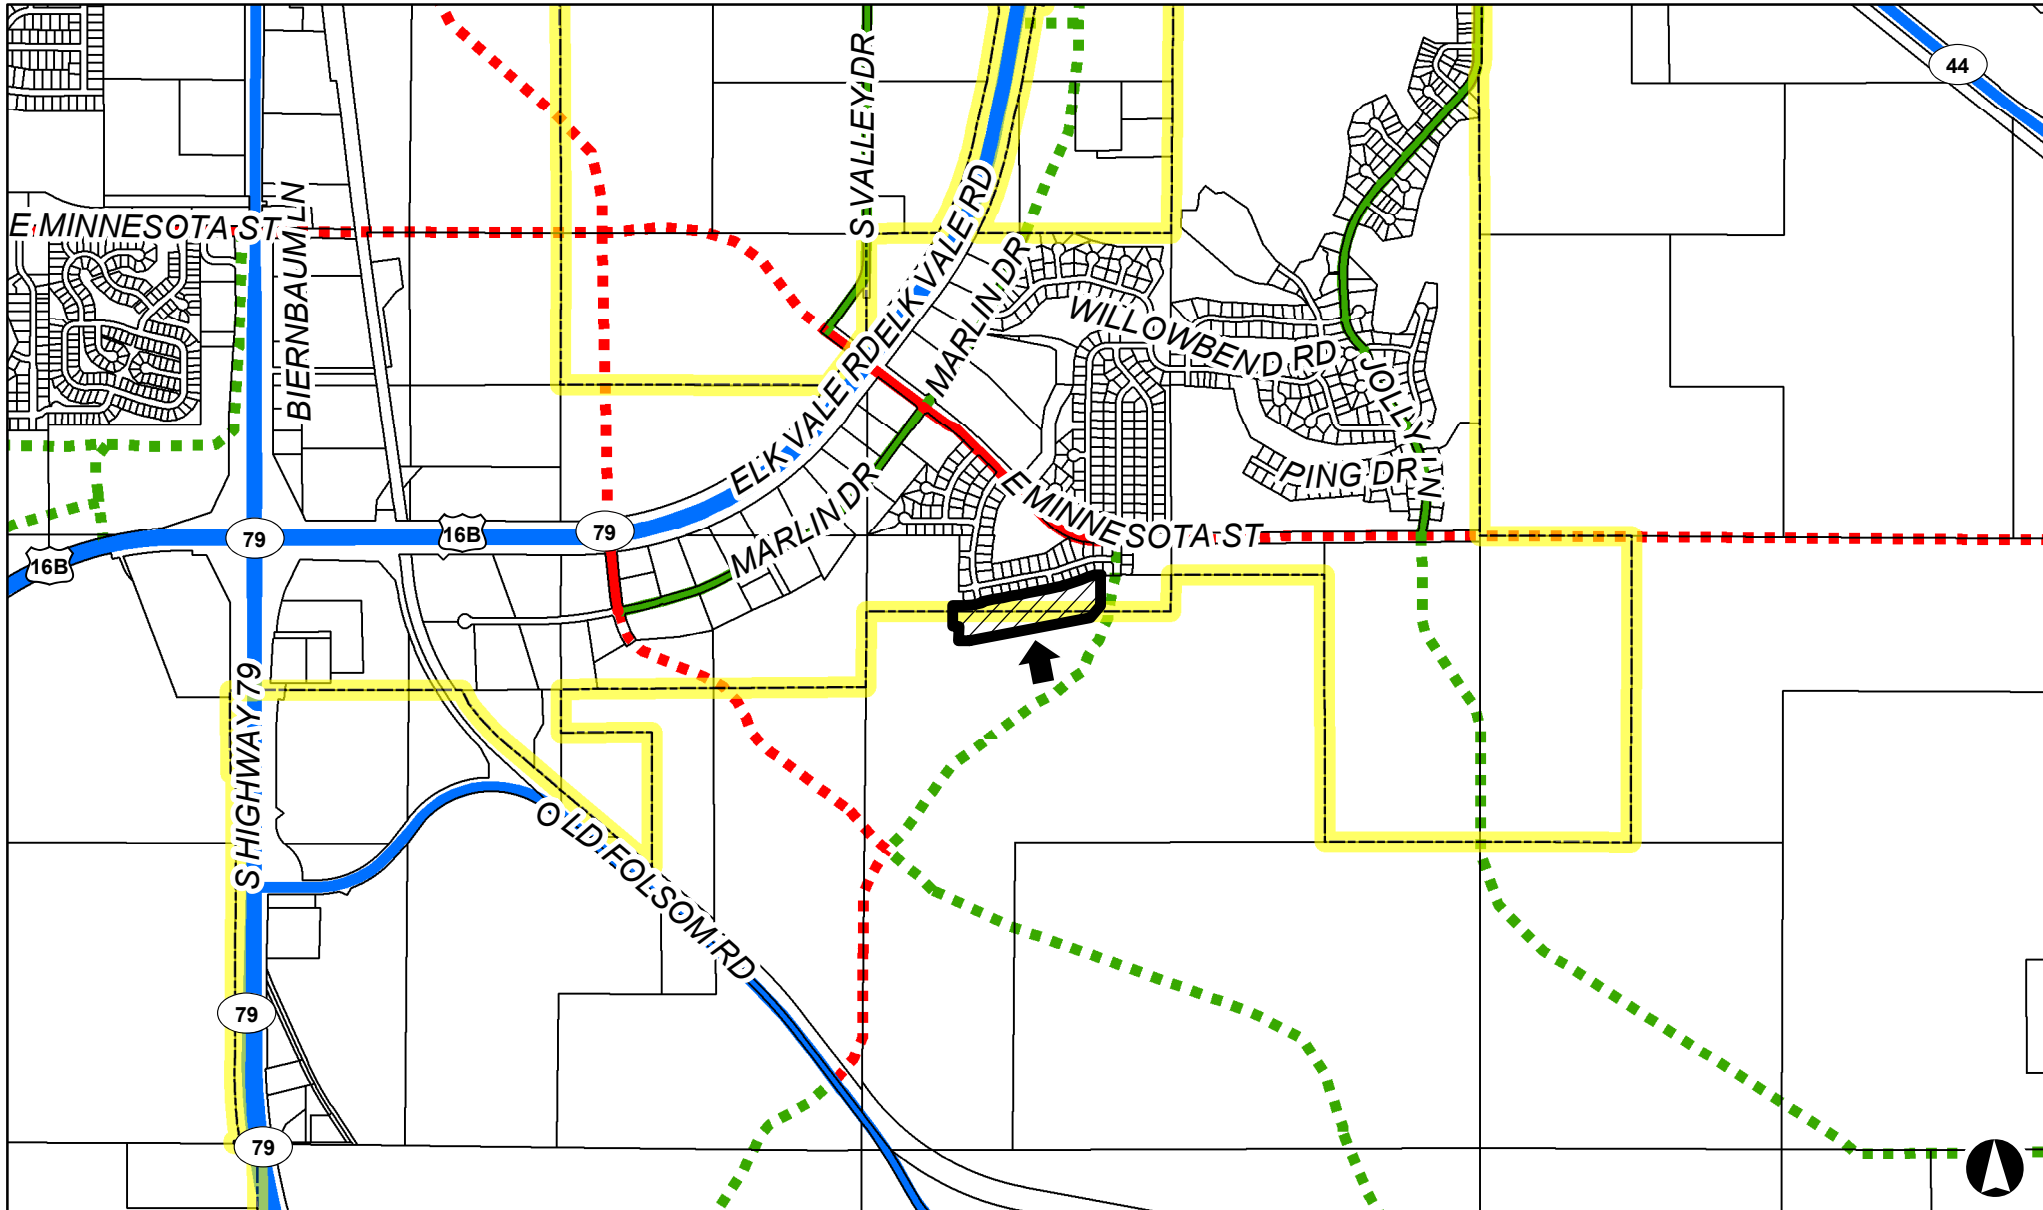 44
S VALLEY DR
E MINNESOTA ST
BIERNBAUM LN
ELK VALE RD
ELK VALE RD
MARLIN DR
WILLOWBEND RD
JOLLY LN
PING DR
MARLIN DR
E MINNESOTA ST
79
16B
79
16B
S HIGHWAY 79
OLD FOLSOM RD
79
79